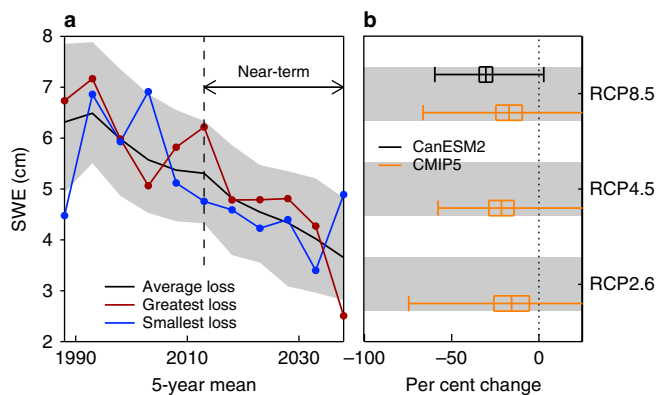 a
b
8
7
6
5
4
3
2
SWE (cm)
Near-term
Average loss
Greatest loss
Smallest loss
1990
2010
2030
5-year mean
CanESM2
CMIP5
RCP8.5
RCP4.5
RCP2.6
–100
–50
0
Per cent change